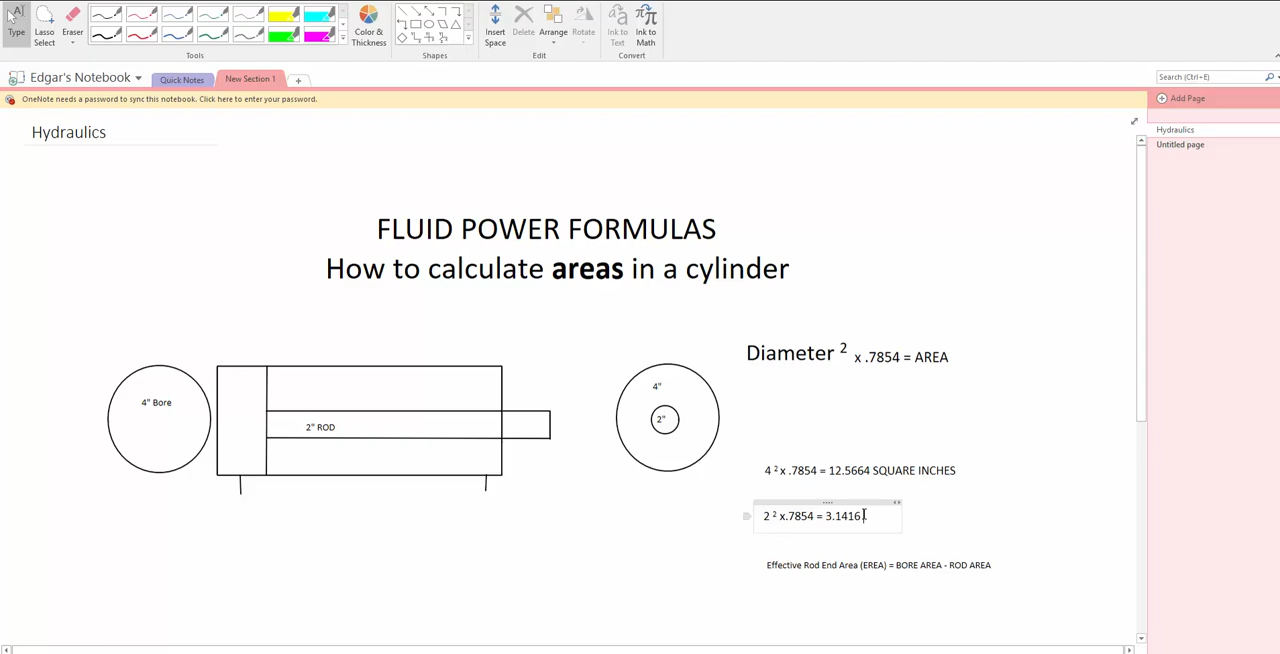 Type
Lasso Select
Eraser
Color & Thickness
Insert Space
Delete
Arrange
Rotate
Ink to Text
Ink to Math
Tools
Shapes
Edit
Convert
Edgar's Notebook
Quick Notes
New Section 1
Search (Ctrl+E)
OneNote needs a password to sync this notebook. Click here to enter your password.
Add Page
Hydraulics
Hydraulics
Untitled page
FLUID POWER FORMULAS
How to calculate areas in a cylinder
Diameter ² x .7854 = AREA
4" Bore
2" ROD
4"
2"
4 ² x .7854 = 12.5664 SQUARE INCHES
2 ² x.7854 = 3.1416
Effective Rod End Area (EREA) = BORE AREA - ROD AREA